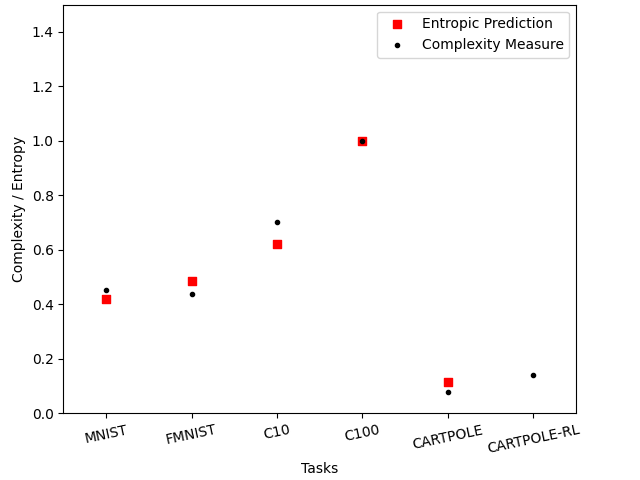 Entropic Prediction
Complexity Measure
1.4
1.2
1.0
0.8
0.6
0.4
0.2
0.0
Complexity / Entropy
MNIST
FMNIST
C10
C100
CARTPOLE
CARTPOLE-RL
Tasks